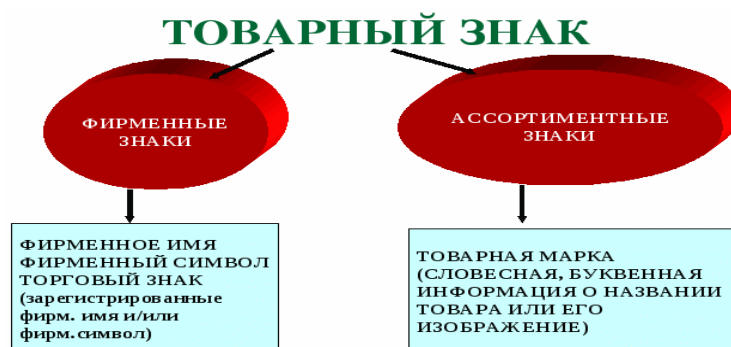 ТОВАРНЫЙ ЗНАК
ФИРМЕННЫЕ
ЗНАКИ
АССОРТИМЕНТНЫЕ
ЗНАКИ
ФИРМЕННОЕ ИМЯ
ФИРМЕННЫЙ СИМВОЛ
ТОРГОВЫЙ ЗНАК
(зарегистрированные
фирм. имя и/или
фирм.символ)
ТОВАРНАЯ МАРКА
(СЛОВЕСНАЯ, БУКВЕННАЯ
ИНФОРМАЦИЯ О НАЗВАНИИ
ТОВАРА ИЛИ ЕГО
ИЗОБРАЖЕНИЕ)